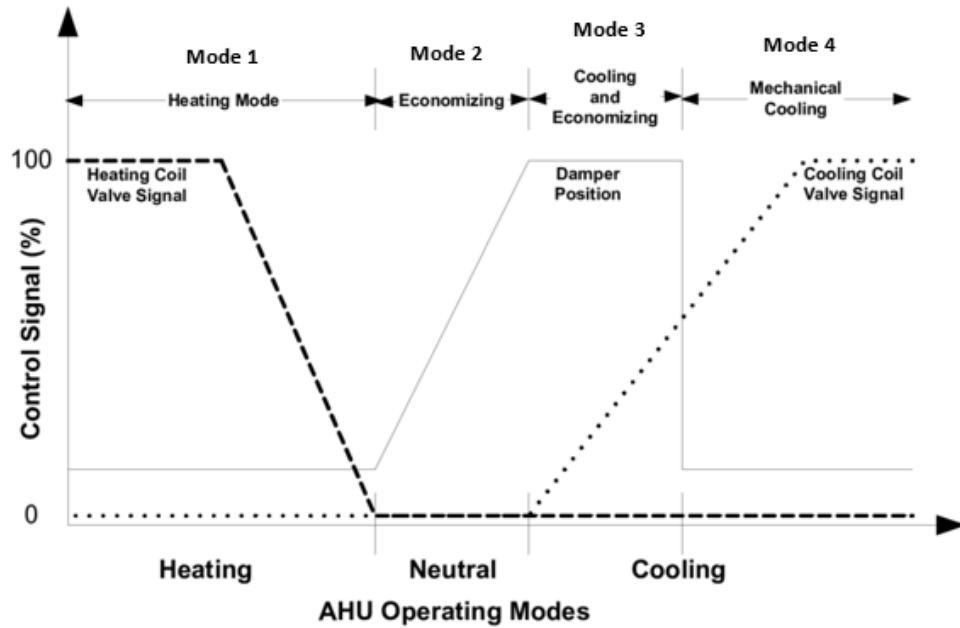 Mode 1
Mode 2
Mode 3
Mode 4
Heating Mode
Economizing
Cooling
and
Economizing
Mechanical
Cooling
100
Heating Coil
Valve Signal
Damper
Position
Cooling Coil
Valve Signal
Control Signal (%)
0
Heating
Neutral
Cooling
AHU Operating Modes